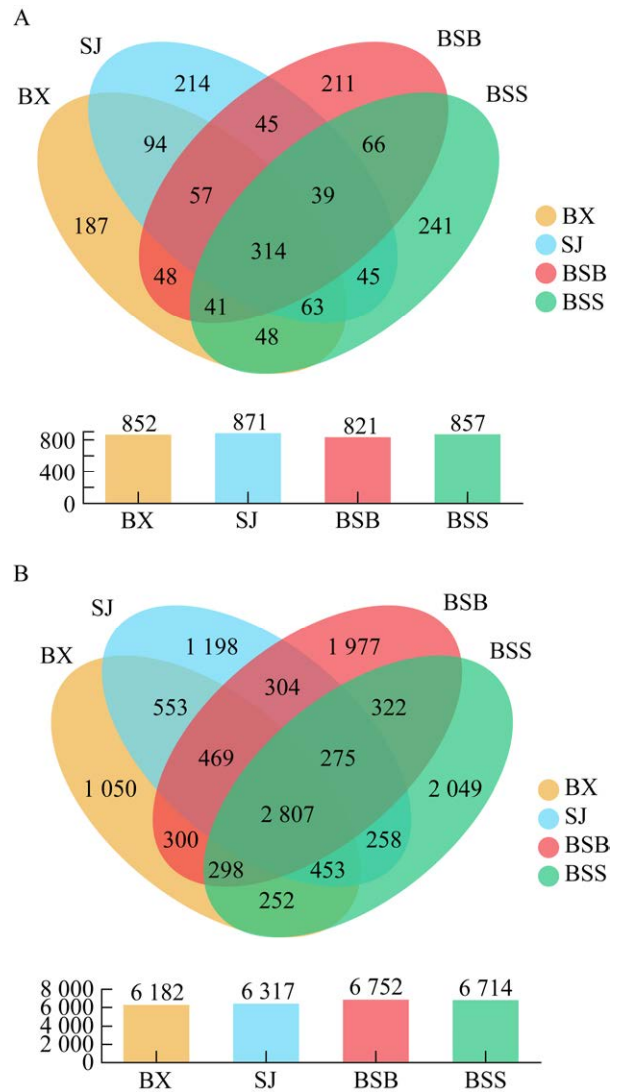 A
SJ
BSB
BX
BSS
214
211
94
45
66
57
39
187
241
314
48
45
41
63
48
BX
SJ
BSB
BSS
852
871
821
857
800
400
0
BX
SJ
BSB
BSS
B
SJ
BSB
BX
BSS
1 198
1 977
553
304
322
469
275
1 050
2 049
2 807
300
258
298
453
252
BX
SJ
BSB
BSS
8 000
6 182
6 317
6 752
6 714
6 000
4 000
2 000
0
BX
SJ
BSB
BSS